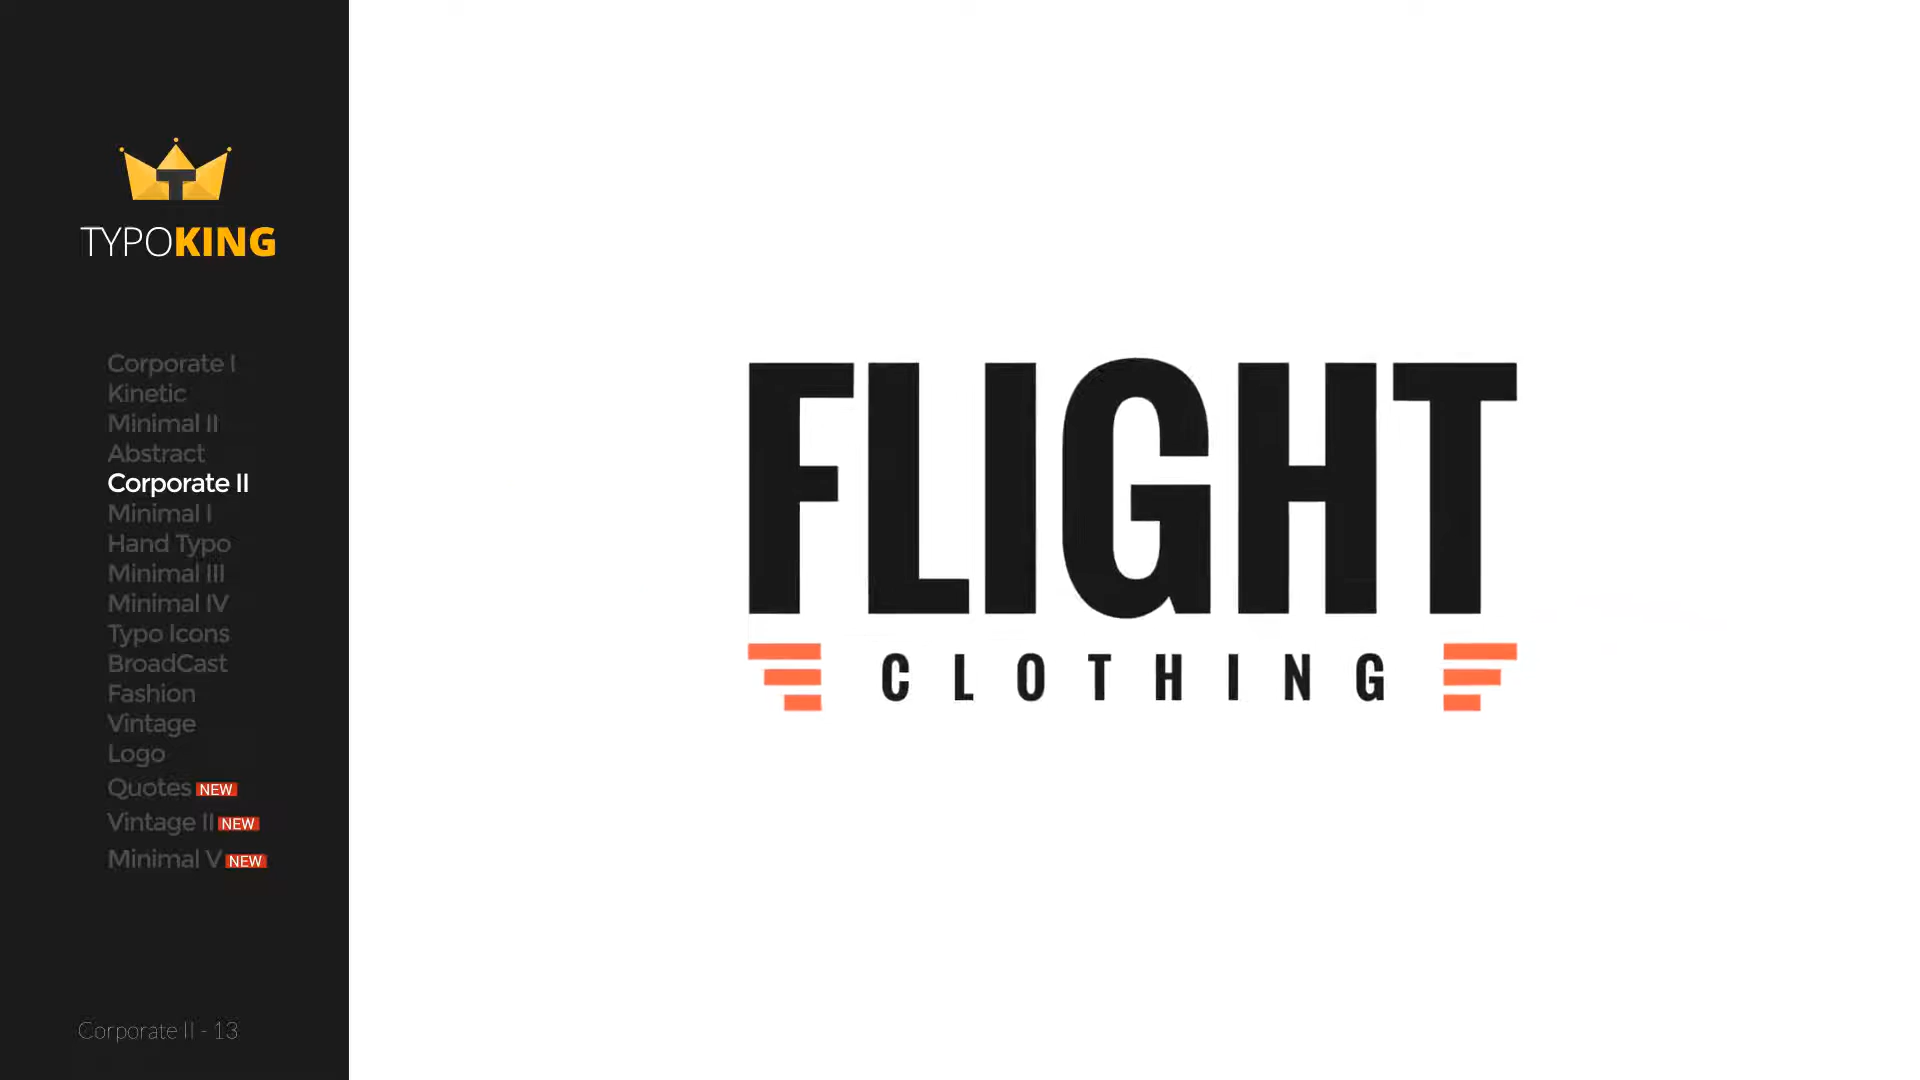 TYPOKING
Corporate I
Kinetic
Minimal II
Abstract
Corporate II
Minimal I
Hand Typo
Minimal III
Minimal IV
Typo Icons
BroadCast
Fashion
Vintage
Logo
Quotes NEW
Vintage II NEW
Minimal V NEW
Corporate II - 13
FLIGHT
CLOTHING